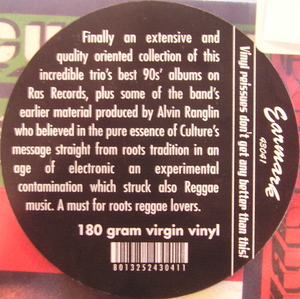 Finally an extensive and
quality oriented collection of this
incredible trio's best 90s' albums on
Ras Records, plus some of the band's
earlier material produced by Alvin Ranglin
who believed in the pure essence of Culture's
message straight from roots tradition in an
age of electronic an experimental
contamination which struck also Reggae
music. A must for roots reggae lovers.
180 gram virgin vinyl
8013252430411
Vinyl reissues don't get any better than this!
Earmark
43041